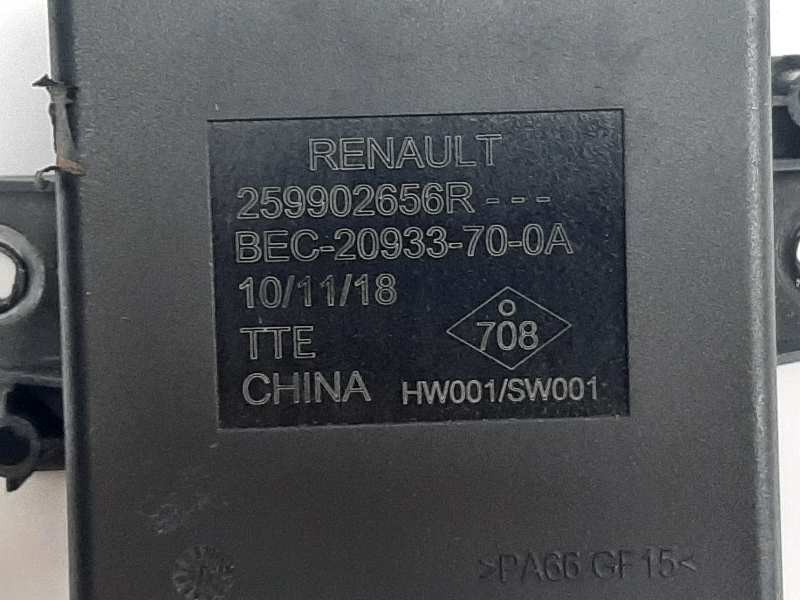 RENAULT
259902656R - - -
BEC-20933-70-0A
10/11/18
TTE
O
708
CHINA
HW001/SW001
>PA66 GF15<